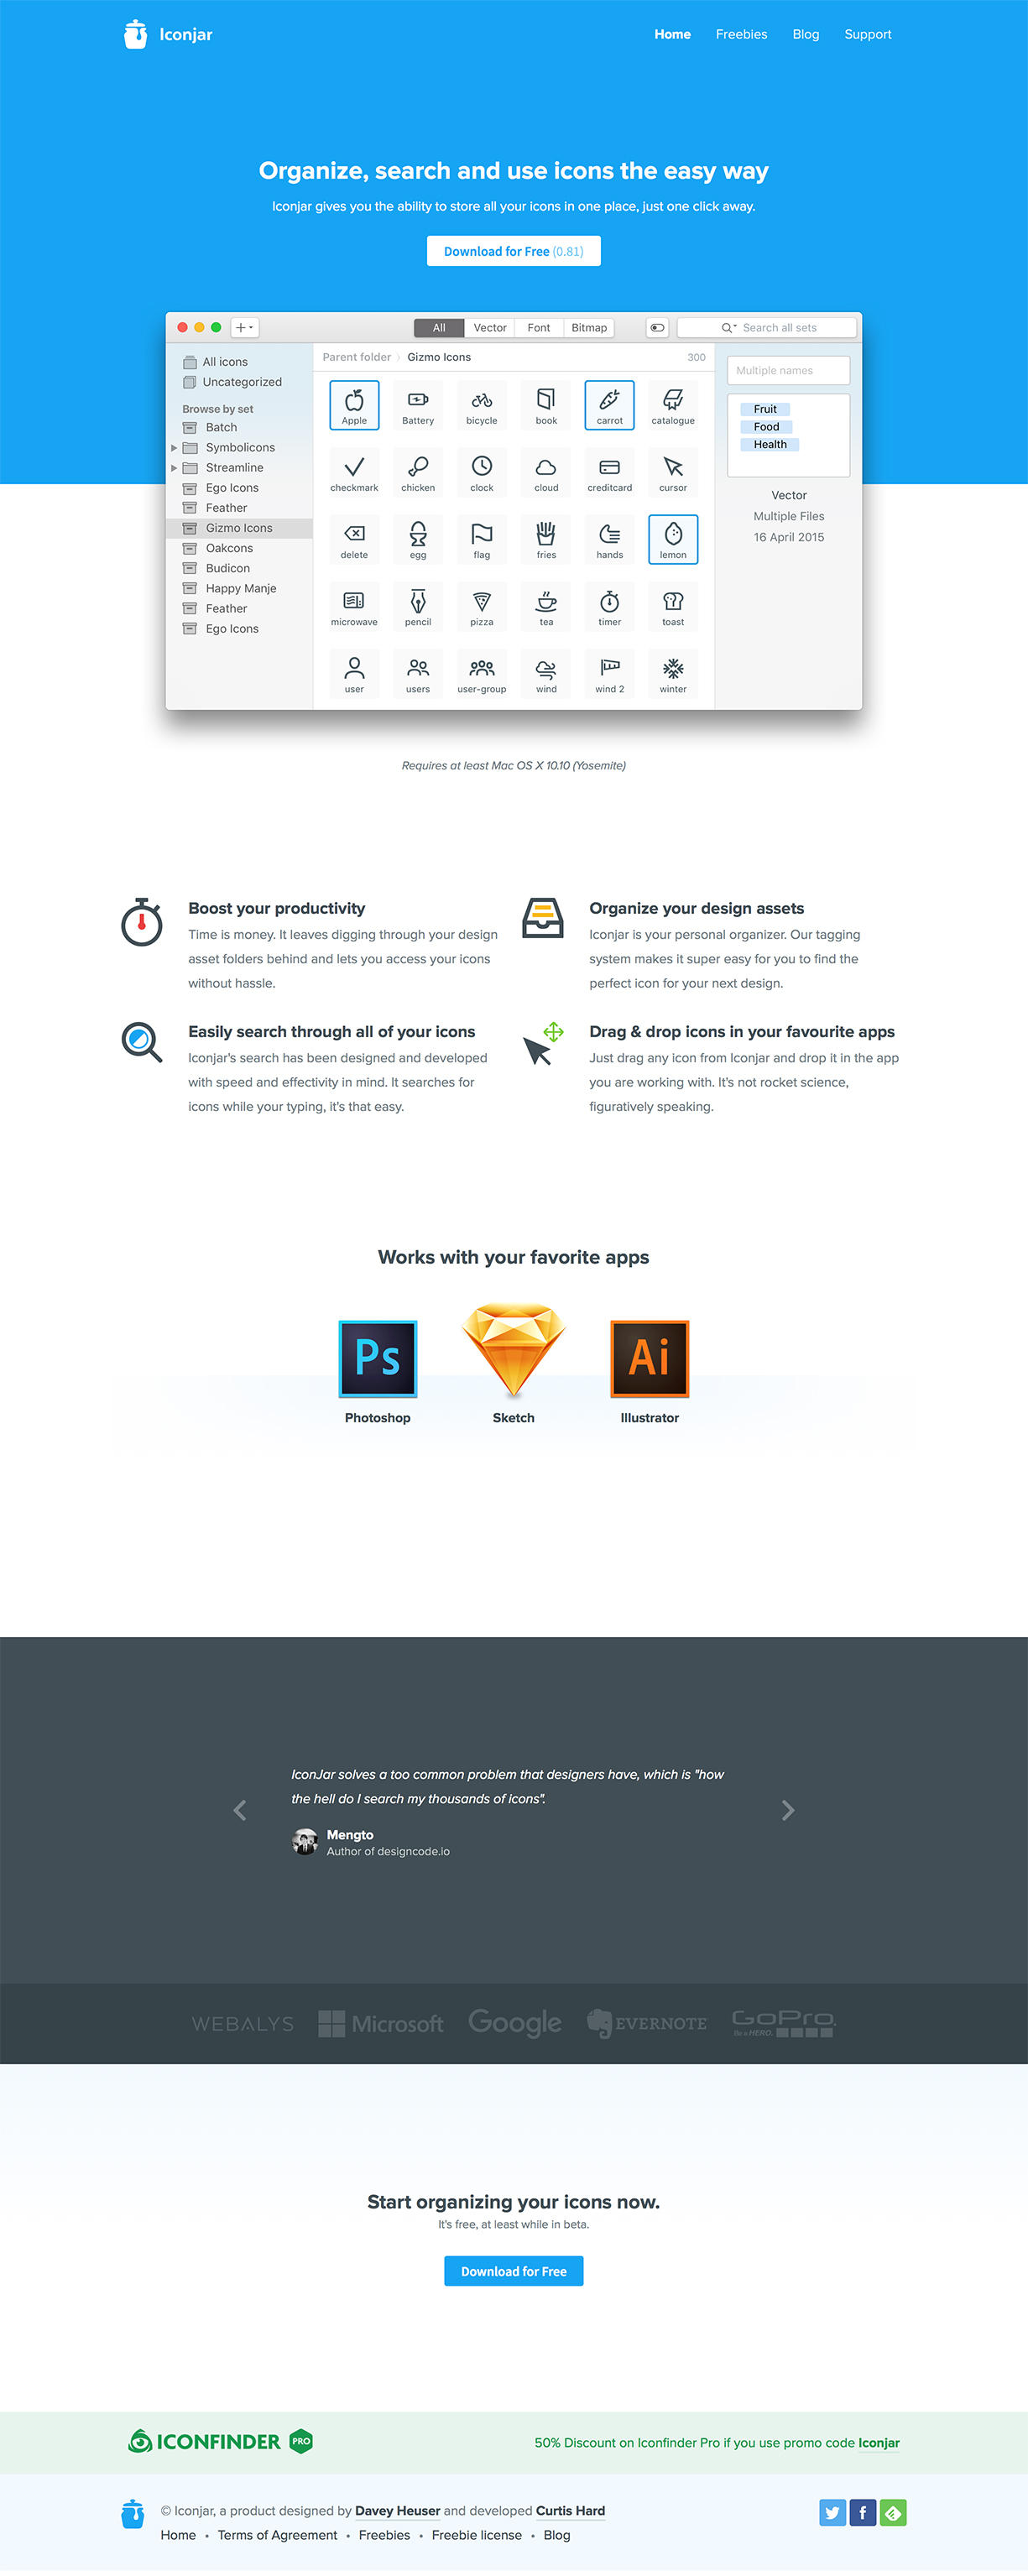 Iconjar
Home Freebies Blog Support
Organize, search and use icons the easy way
Iconjar gives you the ability to store all your icons in one place, just one click away.
Download for Free (0.81)
All Vector Font Bitmap
Search all sets
All icons
Uncategorized
Browse by set
Batch
Symbolicons
Streamline
Ego Icons
Feather
Gizmo Icons
Oakcons
Budicon
Happy Manje
Feather
Ego Icons
Parent folder Gizmo Icons 300
Apple Battery bicycle book carrot catalogue
checkmark chicken clock cloud creditcard cursor
delete egg flag fries hands lemon
microwave pencil pizza tea timer toast
user users user-group wind wind 2 winter
Multiple names
Fruit
Food
Health
Vector
Multiple Files
16 April 2015
Requires at least Mac OS X 10.10 (Yosemite)
Boost your productivity
Time is money. It leaves digging through your design
asset folders behind and lets you access your icons
without hassle.
Organize your design assets
Iconjar is your personal organizer. Our tagging
system makes it super easy for you to find the
perfect icon for your next design.
Easily search through all of your icons
Iconjar's search has been designed and developed
with speed and effectivity in mind. It searches for
icons while your typing, it's that easy.
Drag & drop icons in your favourite apps
Just drag any icon from Iconjar and drop it in the app
you are working with. It's not rocket science,
figuratively speaking.
Works with your favorite apps
Ps Ai
Photoshop Sketch Illustrator
IconJar solves a too common problem that designers have, which is "how
the hell do I search my thousands of icons".
Mengto
Author of designcode.io
WEBALYS Microsoft Google EVERNOTE GoPro
Be a HERO.
Start organizing your icons now.
It's free, at least while in beta.
Download for Free
ICONFINDER PRO
50% Discount on Iconfinder Pro if you use promo code Iconjar
© Iconjar, a product designed by Davey Heuser and developed Curtis Hard
Home • Terms of Agreement • Freebies • Freebie license • Blog